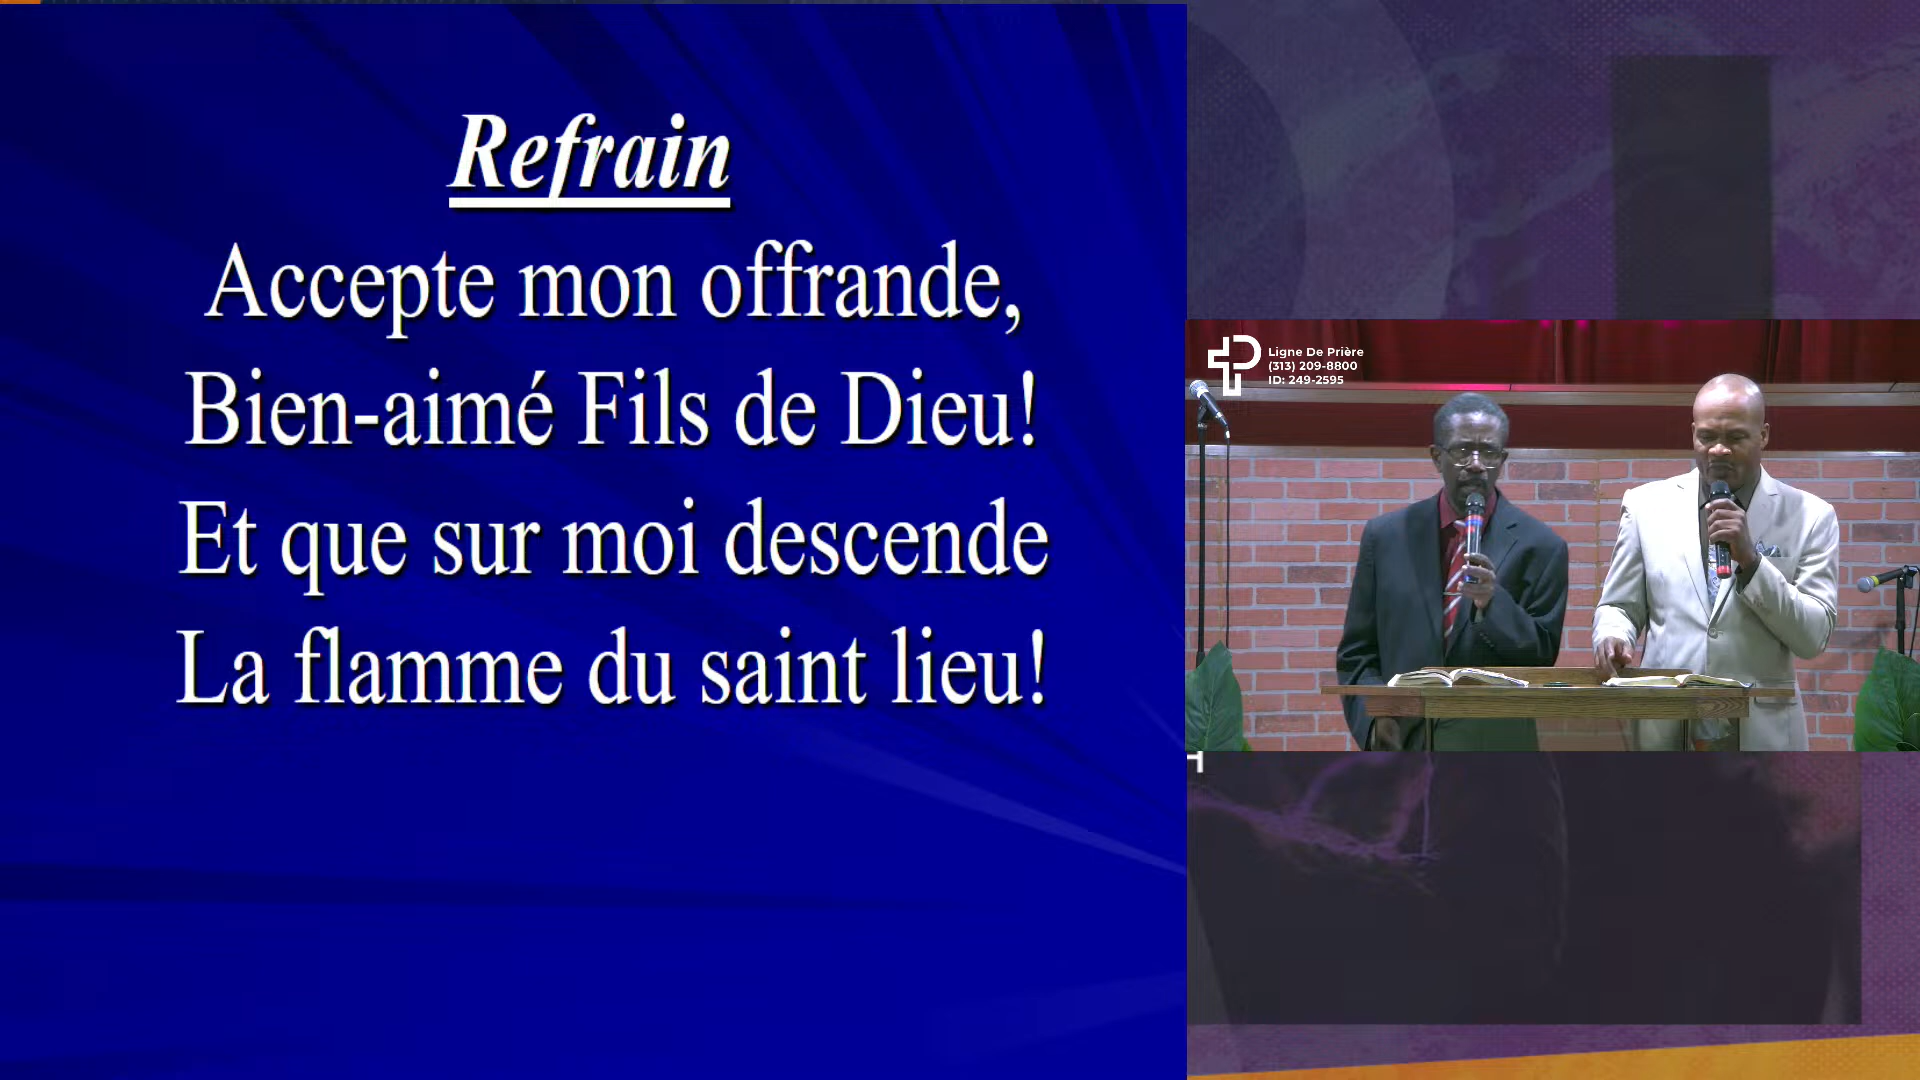 Refrain
Accepte mon offrande,
Bien-aimé Fils de Dieu!
Et que sur moi descende
La flamme du saint lieu!
Ligne De Prière
(313) 209-8800
ID: 249-2595
H